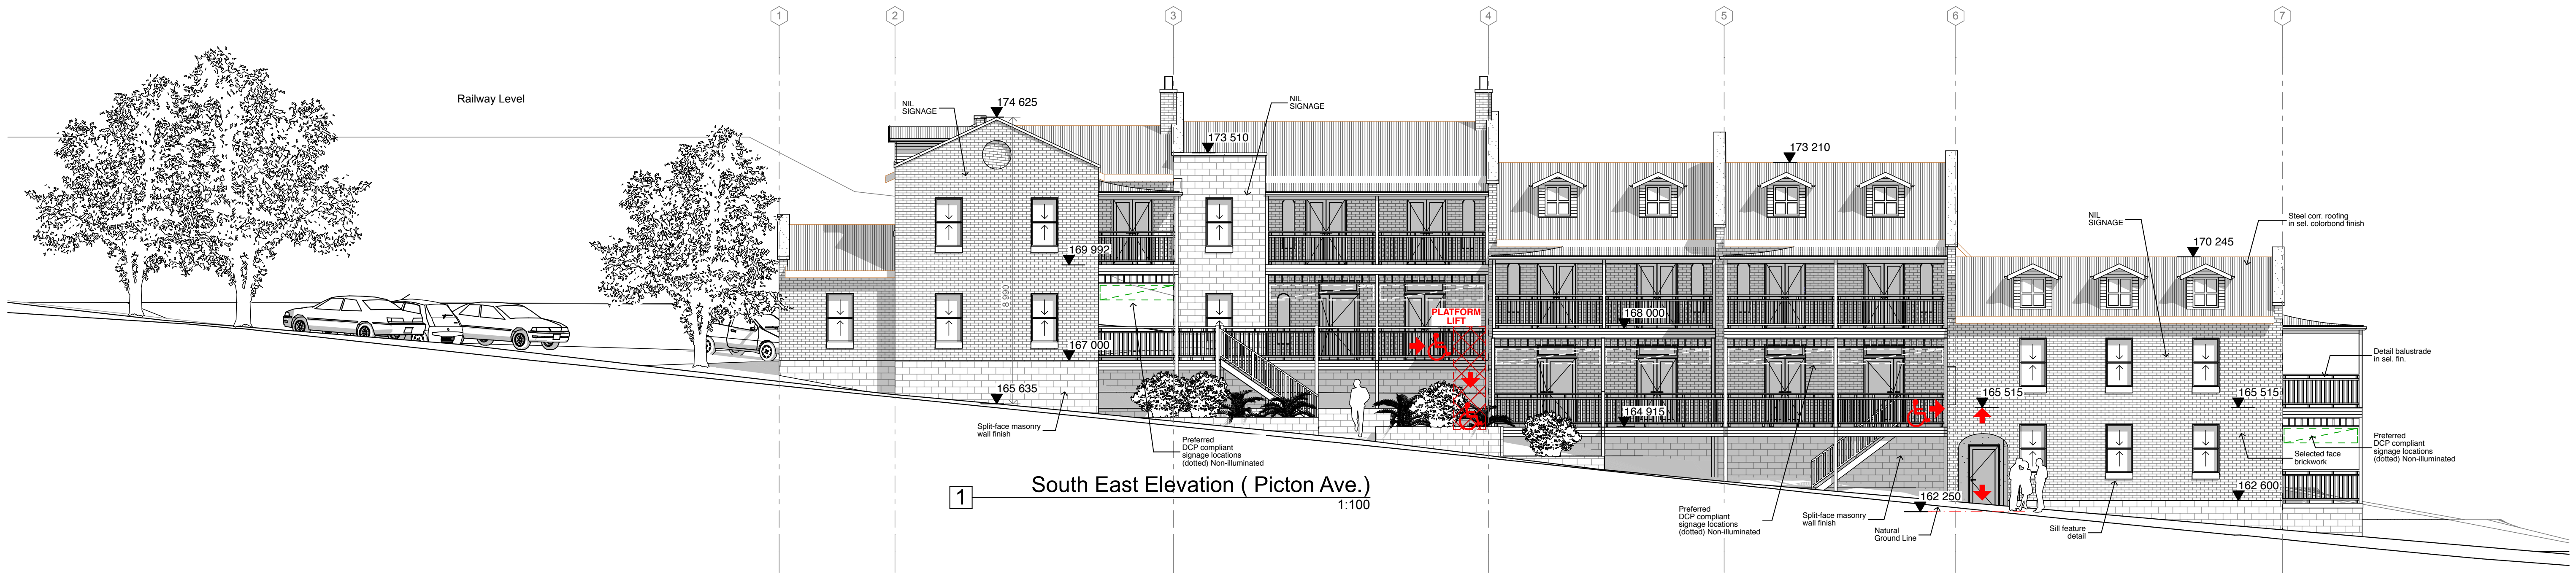 1
2
3
4
5
6
7
Railway Level
NIL
SIGNAGE
174 625
NIL
SIGNAGE
173 510
173 210
NIL
SIGNAGE
Steel corr. roofing
in sel. colorbond finish
170 245
169 992
8 990
168 000
PLATFORM
LIFT
167 000
Detail balustrade
in sel. fin.
165 635
165 515
165 515
164 915
Split-face masonry
wall finish
Preferred
DCP compliant
signage locations
(dotted) Non-illuminated
Selected face
brickwork
Preferred
DCP compliant
signage locations
(dotted) Non-illuminated
1
South East Elevation ( Picton Ave.)
1:100
162 250
162 600
Preferred
DCP compliant
signage locations
(dotted) Non-illuminated
Split-face masonry
wall finish
Natural
Ground Line
Sill feature
detail